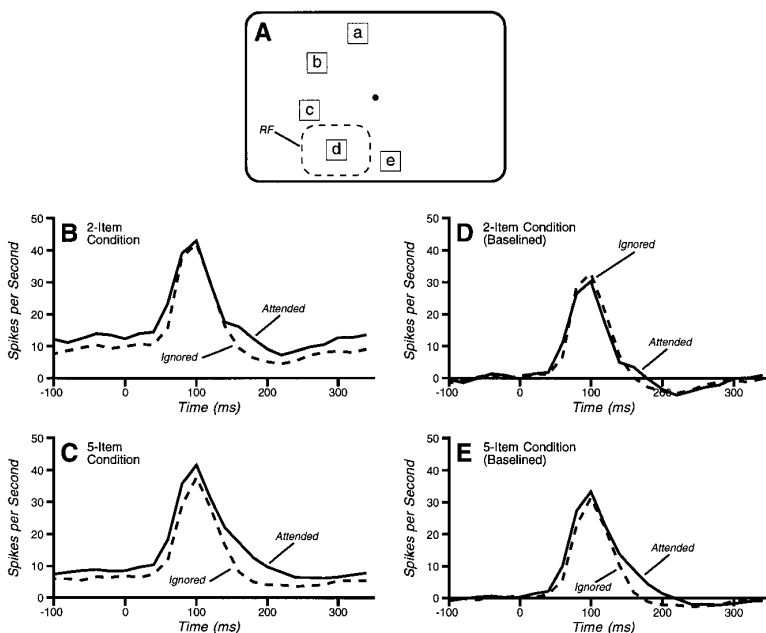 A
a
b
c
RF
d
e
B 2-Item
Condition
50
40
30
20
10
0
Spikes per Second
Attended
Ignored
-100 0 100 200 300
Time (ms)
D 2-Item Condition
(Baselined)
50
40
30
20
10
0
Spikes per Second
Ignored
Attended
-100 0 100 200 300
Time (ms)
C 5-Item
Condition
50
40
30
20
10
0
Spikes per Second
Attended
Ignored
-100 0 100 200 300
Time (ms)
E 5-Item Condition
(Baselined)
50
40
30
20
10
0
Spikes per Second
Attended
Ignored
-100 0 100 200 300
Time (ms)